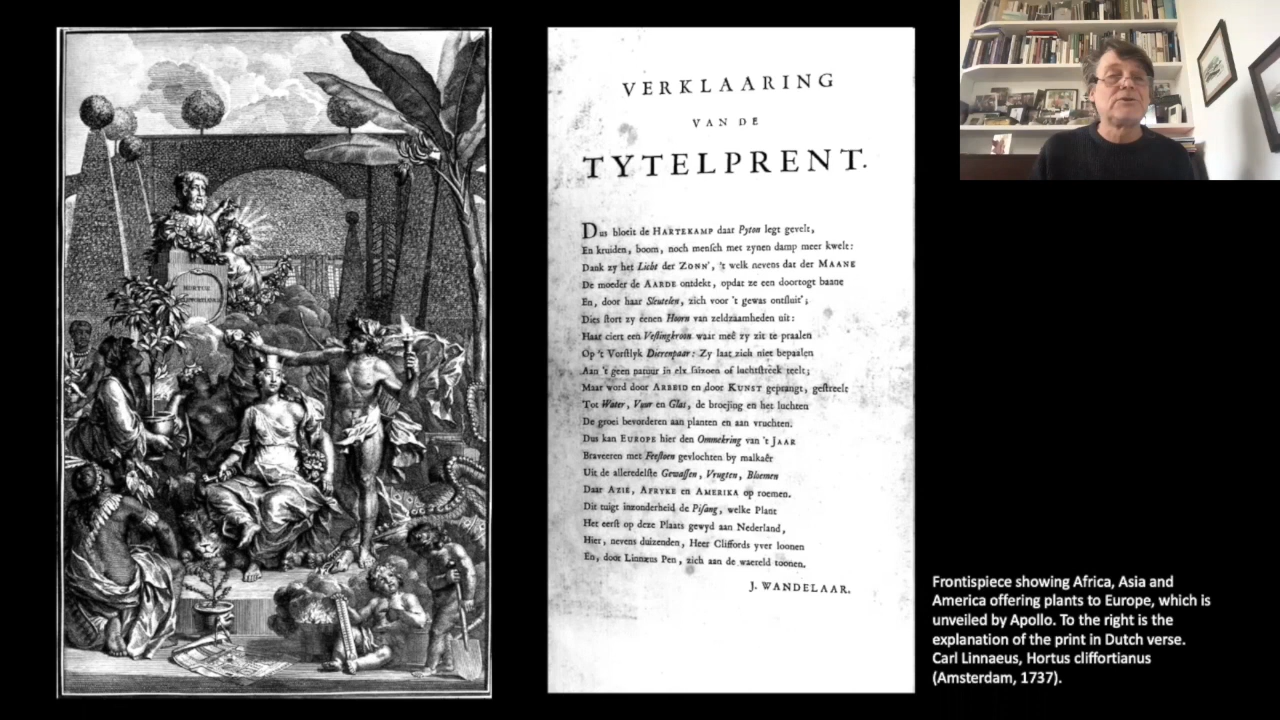 HORTUS
VERKLAARING
VAN DE
TYTELPRENT.
Dus bloeit de HARTEKAMP daar Pyton legt gevelt,
En kruiden, boom, noch menſch met zynen damp meer kwelt:
Dank zy het Licht der ZONN', 't welk nevens dat der MAANE
De moeder de AARDE ontdekt, opdat ze een doortogt baane
En, door haar Sleutelen, zich voor 't gewas ontſluit';
Dies ſtort zy eenen Hoorn van zeldzaamheden uit:
Haar ciert een Veſtingkroon waar meê zy zit te praalen
Op 't Vorſtlyk Dierenpaar: Zy laat zich niet bepaalen
Aan 't geen natuur in elk ſaizoen of luchtſtreek teelt;
Maar word door ARBEID en door KUNST geprangt, geſtreelt
Tot Water, Vuur en Glas, de broejing en het luchten
De groei bevorderen aan planten en aan vruchten.
Dus kan EUROPE hier den Ommekring van 't JAAR
Braveeren met Feeſtoen gevlochten by malkaêr
Uit de alleredelſte Gewaſſen, Vrugten, Bloemen
Daar AZIE, AFRYKE en AMERIKA op roemen.
Dit tuigt inzonderheid de Piſang, welke Plant
Het eerſt op deze Plaats gewyd aan Nederland,
Hier, nevens duizenden, Heer Cliffords yver loonen
En, door Linnæus Pen, zich aan de waereld toonen.
J. WANDELAAR.
Frontispiece showing Africa, Asia and
America offering plants to Europe, which is
unveiled by Apollo. To the right is the
explanation of the print in Dutch verse.
Carl Linnaeus, Hortus cliffortianus
(Amsterdam, 1737).